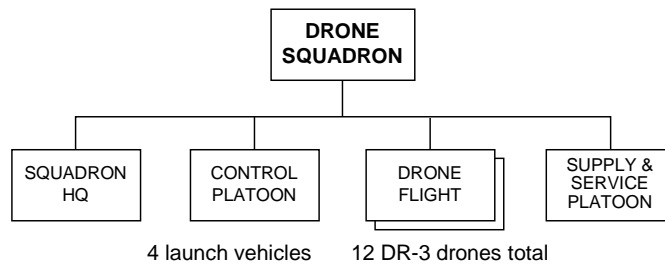 DRONE
SQUADRON
SQUADRON
HQ
CONTROL
PLATOON
DRONE
FLIGHT
SUPPLY &
SERVICE
PLATOON
4 launch vehicles
12 DR-3 drones total